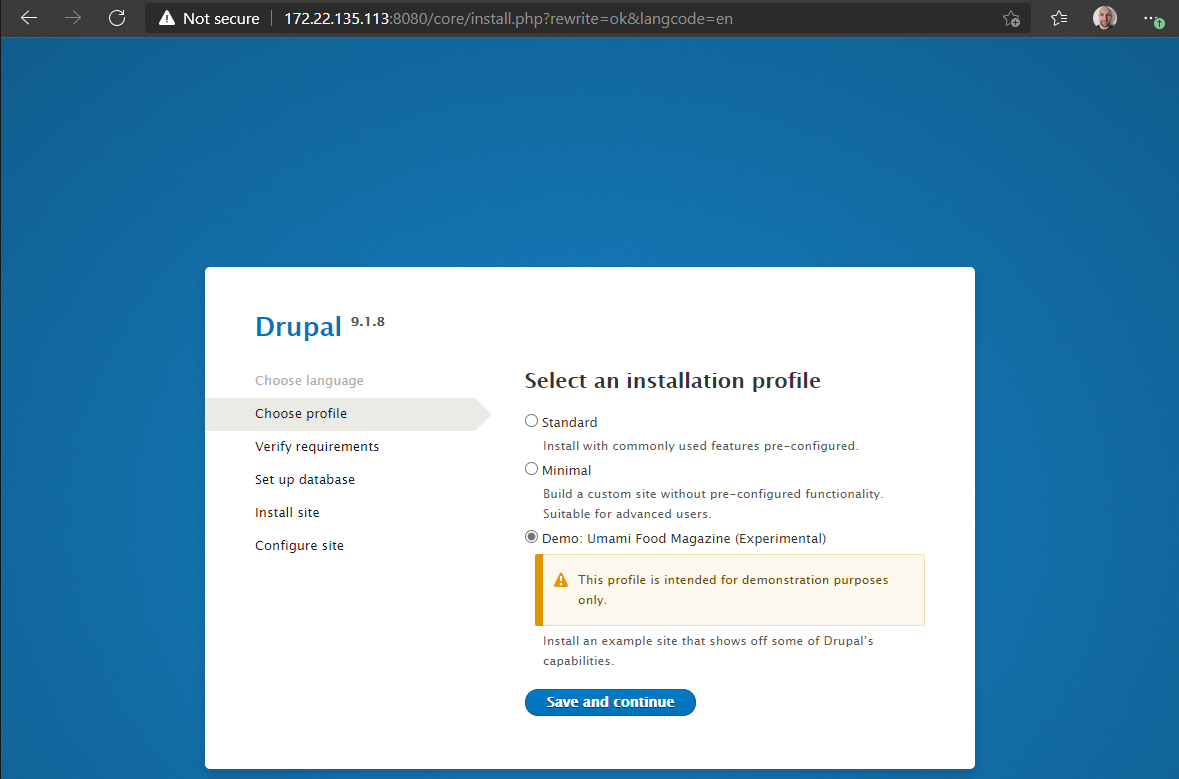 Not secure 172.22.135.113:8080/core/install.php?rewrite=ok&langcode=en
Drupal 9.1.8
Choose language
Choose profile
Verify requirements
Set up database
Install site
Configure site
Select an installation profile
Standard
Install with commonly used features pre-configured.
Minimal
Build a custom site without pre-configured functionality.
Suitable for advanced users.
Demo: Umami Food Magazine (Experimental)
This profile is intended for demonstration purposes
only.
Install an example site that shows off some of Drupal's
capabilities.
Save and continue